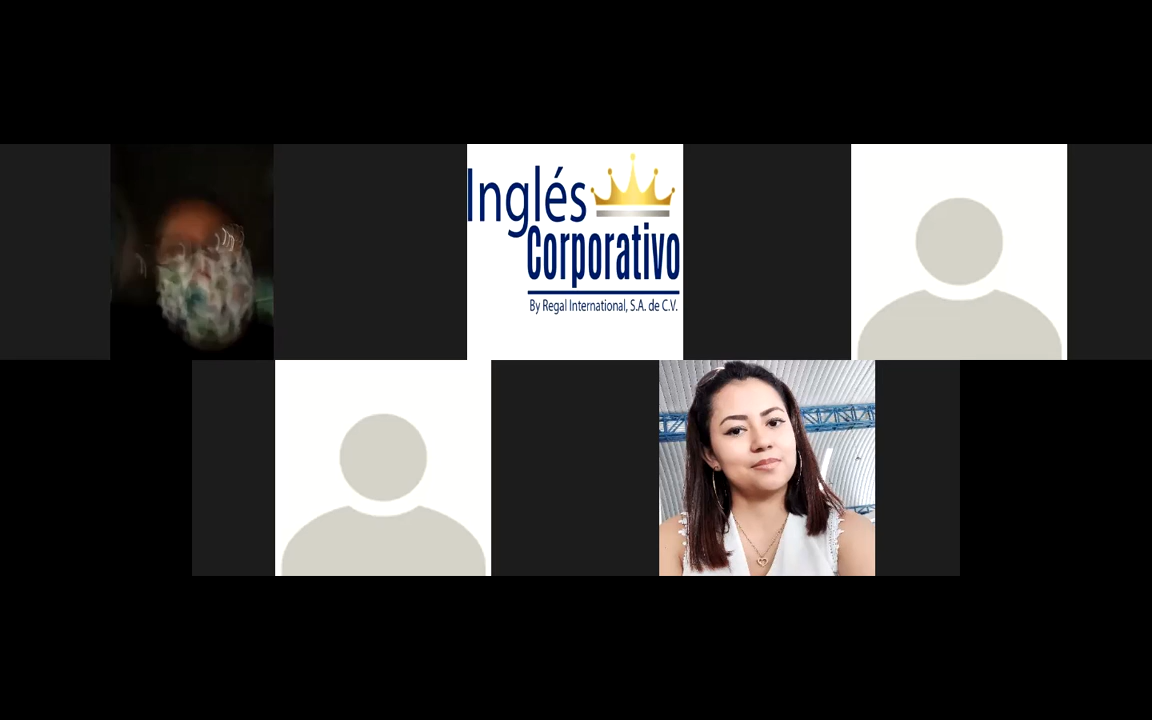 Inglés
Corporativo
By Regal International, S.A. de C.V.